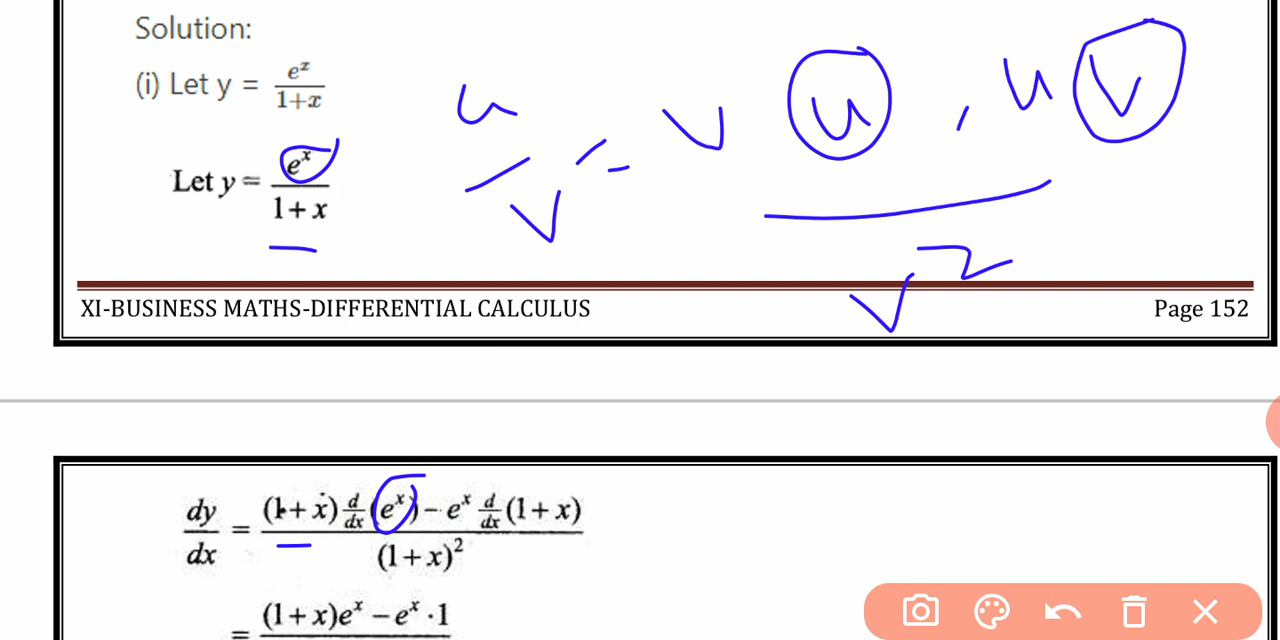 Solution:
(i) Let y = e^x/1+x
Let y = e^x/1+x
u/v ' = v u , u v / v^2
XI-BUSINESS MATHS-DIFFERENTIAL CALCULUS Page 152
dy/dx = (1+x) d/dx (e^x) − e^x d/dx (1+x) / (1+x)^2
= (1+x)e^x − e^x ·1